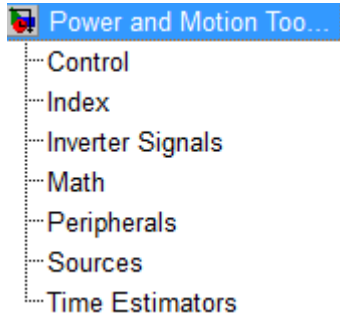 Power and Motion Too...
Control
Index
Inverter Signals
Math
Peripherals
Sources
Time Estimators